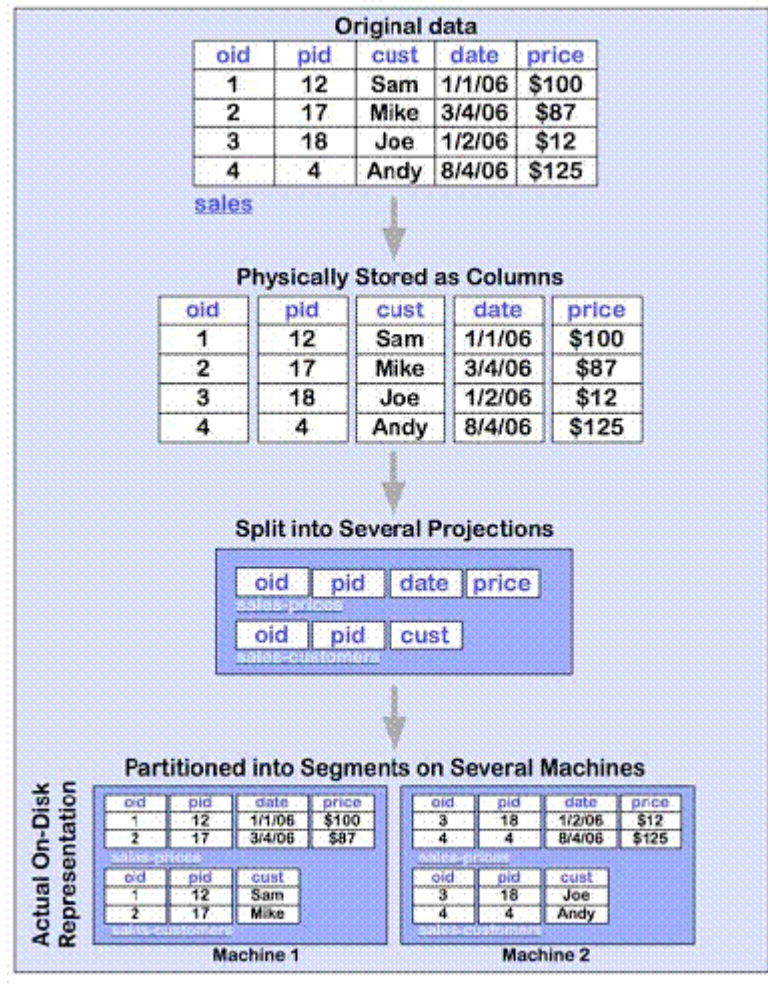 Original data
oid pid cust date price
1 12 Sam 1/1/06 $100
2 17 Mike 3/4/06 $87
3 18 Joe 1/2/06 $12
4 4 Andy 8/4/06 $125
sales
Physically Stored as Columns
oid pid cust date price
1 12 Sam 1/1/06 $100
2 17 Mike 3/4/06 $87
3 18 Joe 1/2/06 $12
4 4 Andy 8/4/06 $125
Split into Several Projections
oid pid date price
sales-prices
oid pid cust
sales-customers
Partitioned into Segments on Several Machines
Actual On-Disk
Representation
oid pid date price
1 12 1/1/06 $100
2 17 3/4/06 $87
sales-prices
oid pid cust
1 12 Sam
2 17 Mike
sales-customers
Machine 1
oid pid date price
3 18 1/2/06 $12
4 4 8/4/06 $125
sales-prices
oid pid cust
3 18 Joe
4 4 Andy
sales-customers
Machine 2